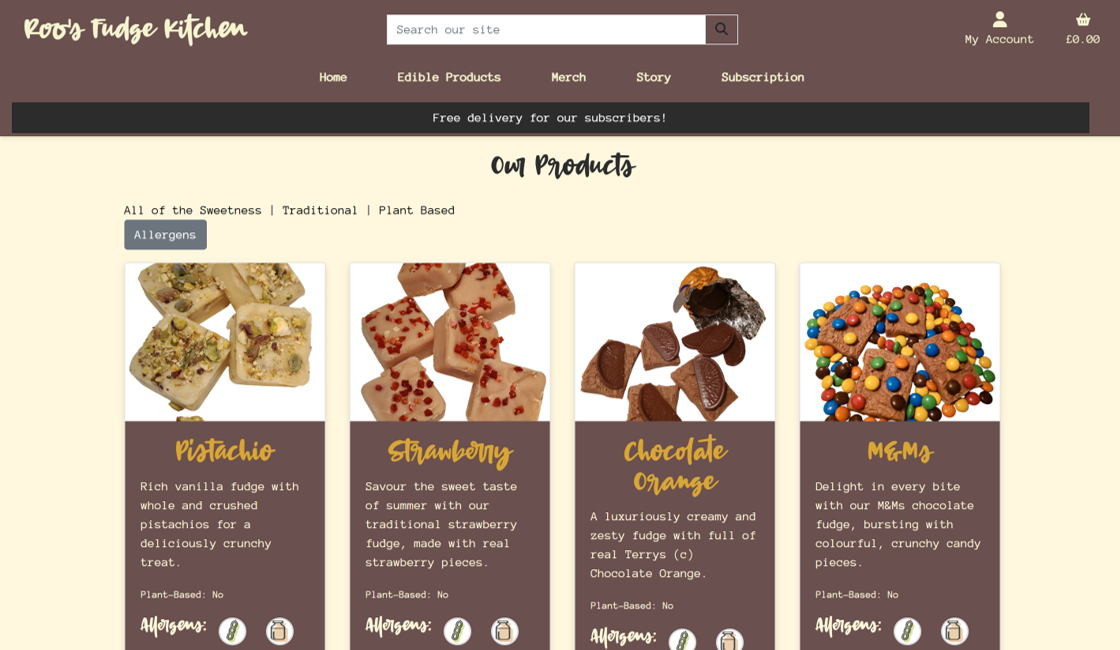 Roo's Fudge Kitchen
Search our site
My Account
£0.00
Home
Edible Products
Merch
Story
Subscription
Free delivery for our subscribers!
Our Products
All of the Sweetness | Traditional | Plant Based
Allergens
Pistachio
Rich vanilla fudge with
whole and crushed
pistachios for a
deliciously crunchy
treat.
Plant-Based: No
Allergens:
Strawberry
Savour the sweet taste
of summer with our
traditional strawberry
fudge, made with real
strawberry pieces.
Plant-Based: No
Allergens:
Chocolate
Orange
A luxuriously creamy and
zesty fudge with full of
real Terrys (c)
Chocolate Orange.
Plant-Based: No
Allergens:
M&Ms
Delight in every bite
with our M&Ms chocolate
fudge, bursting with
colourful, crunchy candy
pieces.
Plant-Based: No
Allergens: